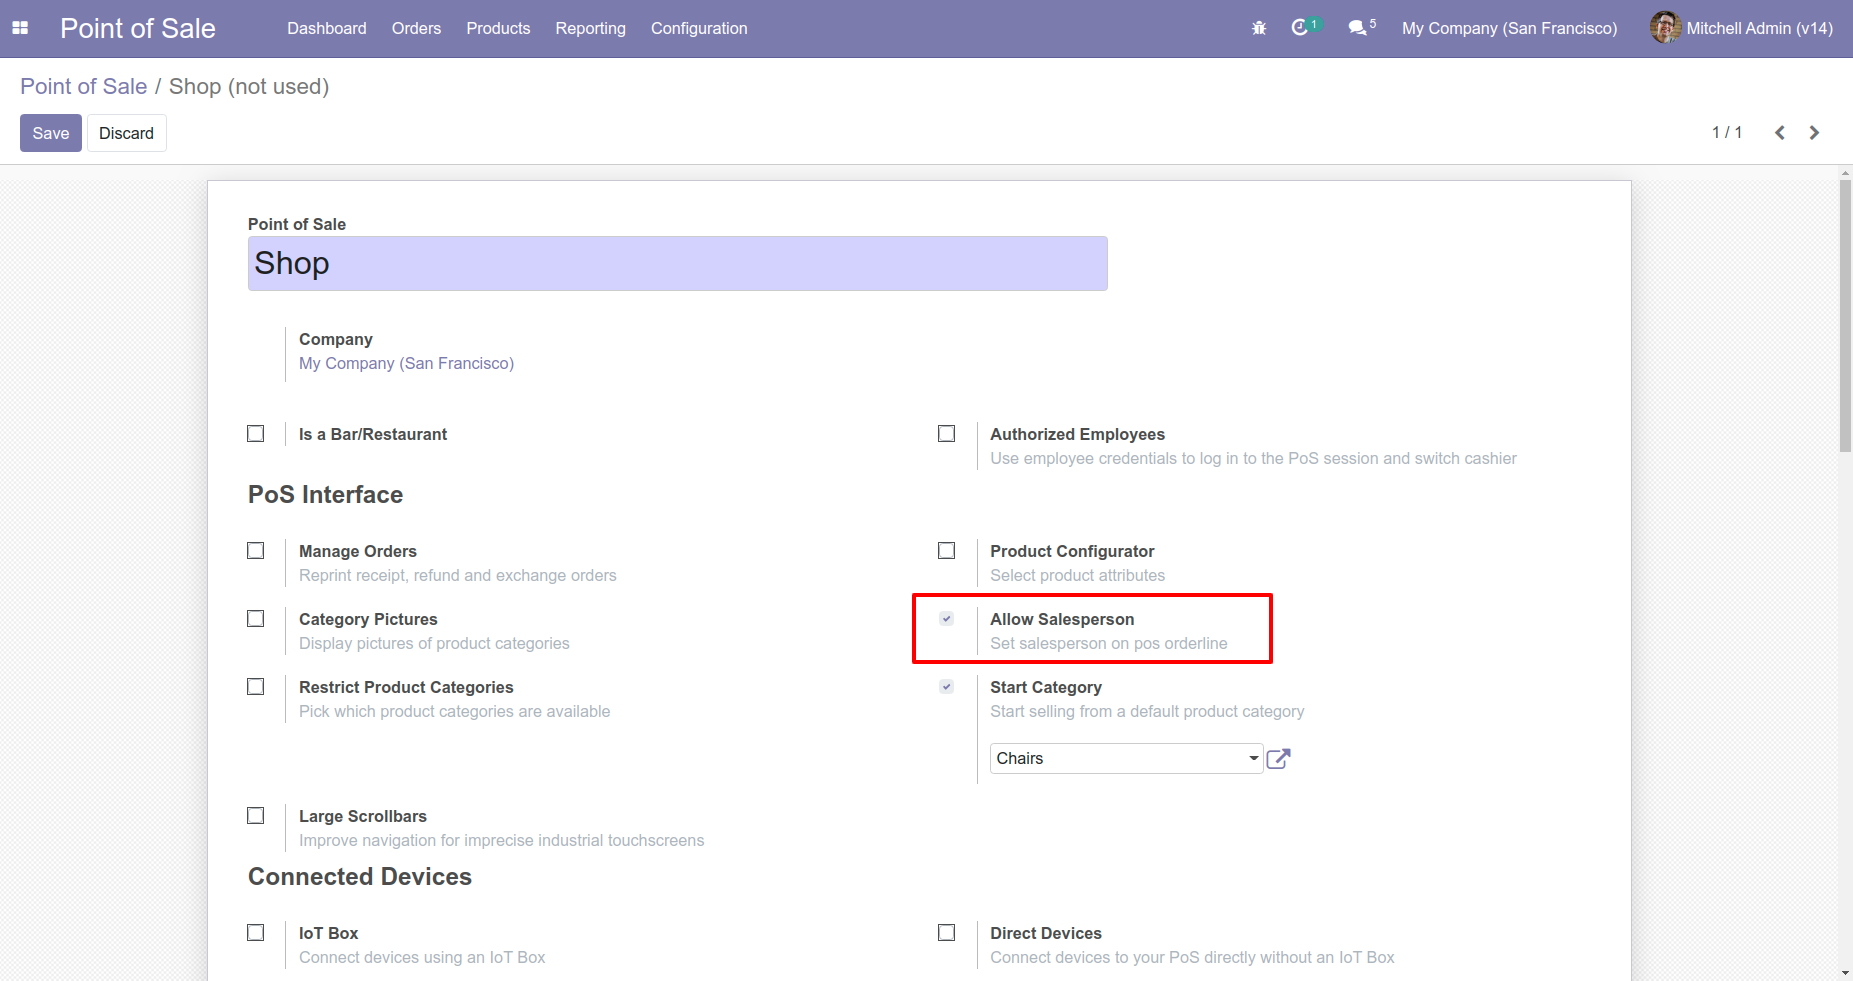 Point of Sale Dashboard Orders Products Reporting Configuration 1 5 My Company (San Francisco) Mitchell Admin (v14)
Point of Sale / Shop (not used)
Save Discard 1 / 1
Point of Sale
Shop
Company
My Company (San Francisco)
Is a Bar/Restaurant
Authorized Employees
Use employee credentials to log in to the PoS session and switch cashier
PoS Interface
Manage Orders
Reprint receipt, refund and exchange orders
Product Configurator
Select product attributes
Category Pictures
Display pictures of product categories
Allow Salesperson
Set salesperson on pos orderline
Restrict Product Categories
Pick which product categories are available
Start Category
Start selling from a default product category
Chairs
Large Scrollbars
Improve navigation for imprecise industrial touchscreens
Connected Devices
IoT Box
Connect devices using an IoT Box
Direct Devices
Connect devices to your PoS directly without an IoT Box